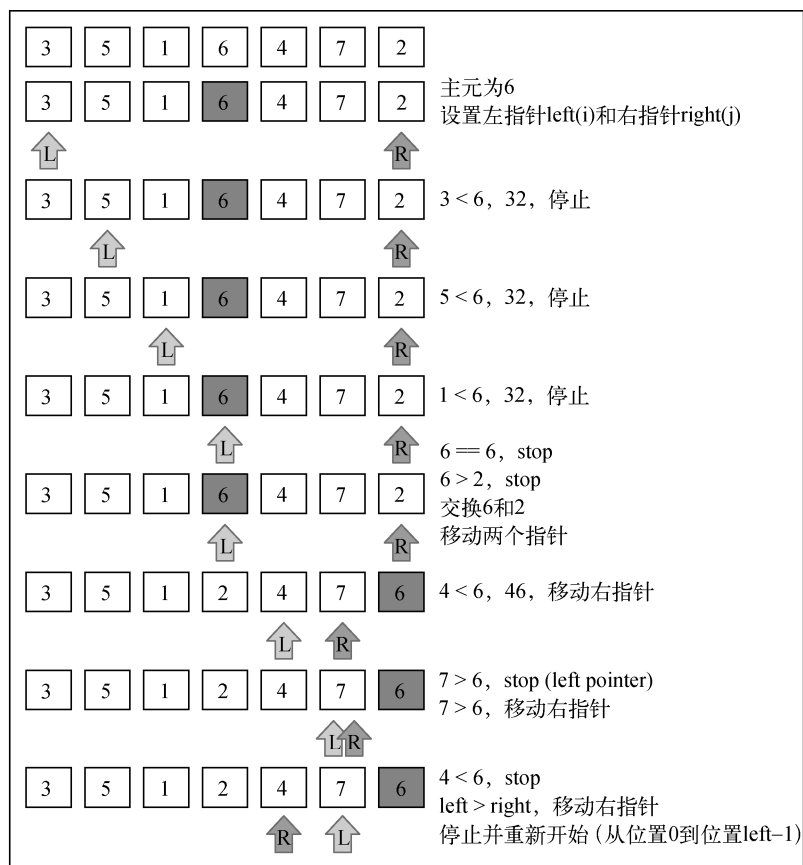 3 5 1 6 4 7 2
3 5 1 6 4 7 2
主元为6
设置左指针left(i)和右指针right(j)
L R
3 5 1 6 4 7 2
3 < 6，32，停止
L R
3 5 1 6 4 7 2
5 < 6，32，停止
L R
3 5 1 6 4 7 2
1 < 6，32，停止
L R
3 5 1 6 4 7 2
6 == 6，stop
6 > 2，stop
交换6和2
移动两个指针
L R
3 5 1 2 4 7 6
4 < 6，46，移动右指针
L R
3 5 1 2 4 7 6
7 > 6，stop (left pointer)
7 > 6，移动右指针
L R
3 5 1 2 4 7 6
4 < 6，stop
left > right，移动右指针
停止并重新开始（从位置0到位置left−1）
R L